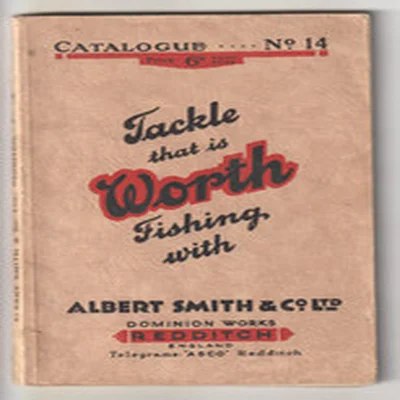 CATALOGUE .... No 14
6D
Tackle
that is
Worth
Fishing
with
ALBERT SMITH & Co LTD
DOMINION WORKS
REDDITCH
ENGLAND
Telegrams "ASCO" Redditch